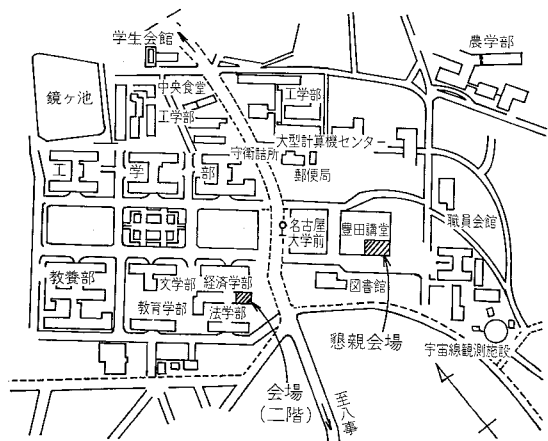 学生会館
農学部
鏡ヶ池
中央食堂
工学部
工学部
大型計算機センター
守衛詰所
郵便局
工学部
職員会館
名古屋
大学前
豊田講堂
教養部
文学部
経済学部
図書館
教育学部
法学部
懇親会場
宇宙線観測施設
会場
(二階)
至八事